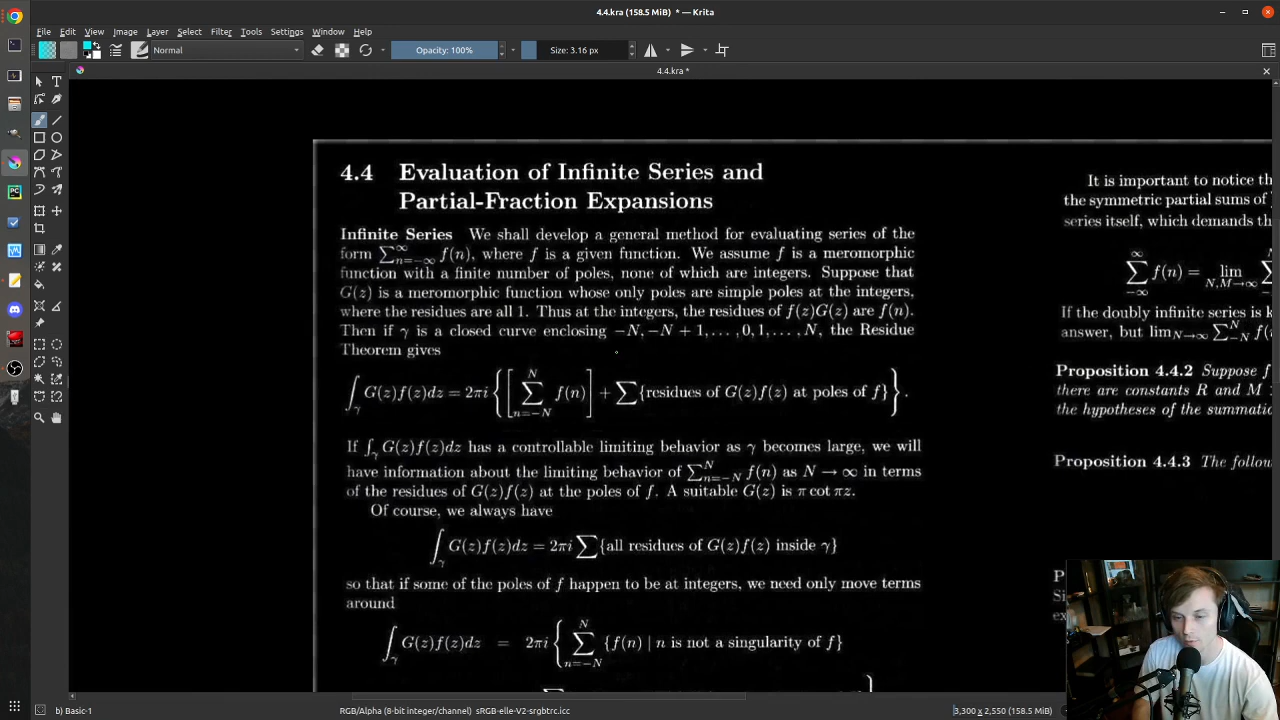 4.4.kra (158.5 MiB) * — Krita
File Edit View Image Layer Select Filter Tools Settings Window Help
Normal
Opacity: 100%
Size: 3.16 px
4.4.kra *
4.4 Evaluation of Infinite Series and
Partial-Fraction Expansions
Infinite Series We shall develop a general method for evaluating series of the
form ∑_{n=−∞}^{∞} f(n), where f is a given function. We assume f is a meromorphic
function with a finite number of poles, none of which are integers. Suppose that
G(z) is a meromorphic function whose only poles are simple poles at the integers,
where the residues are all 1. Thus at the integers, the residues of f(z)G(z) are f(n).
Then if γ is a closed curve enclosing −N, −N + 1, . . . , 0, 1, . . . , N, the Residue
Theorem gives
∫_γ G(z)f(z)dz = 2πi { [ ∑_{n=−N}^{N} f(n) ] + ∑ {residues of G(z)f(z) at poles of f} } .
If ∫_γ G(z)f(z)dz has a controllable limiting behavior as γ becomes large, we will
have information about the limiting behavior of ∑_{n=−N}^{N} f(n) as N → ∞ in terms
of the residues of G(z)f(z) at the poles of f. A suitable G(z) is π cot πz.
Of course, we always have
∫_γ G(z)f(z)dz = 2πi ∑ {all residues of G(z)f(z) inside γ}
so that if some of the poles of f happen to be at integers, we need only move terms
around
∫_γ G(z)f(z)dz = 2πi { ∑_{n=−N}^{N} {f(n) | n is not a singularity of f}
It is important to notice th
the symmetric partial sums of
series itself, which demands th
∑_{−∞}^{∞} f(n) = lim_{N,M→∞} ∑
If the doubly infinite series is k
answer, but lim_{N→∞} ∑_{−N}^{N} f(n)
Proposition 4.4.2 Suppose f
there are constants R and M
the hypotheses of the summatio
Proposition 4.4.3 The follow
b) Basic-1
RGB/Alpha (8-bit integer/channel) sRGB-elle-V2-srgbtrc.icc
3,300 x 2,550 (158.5 MiB)